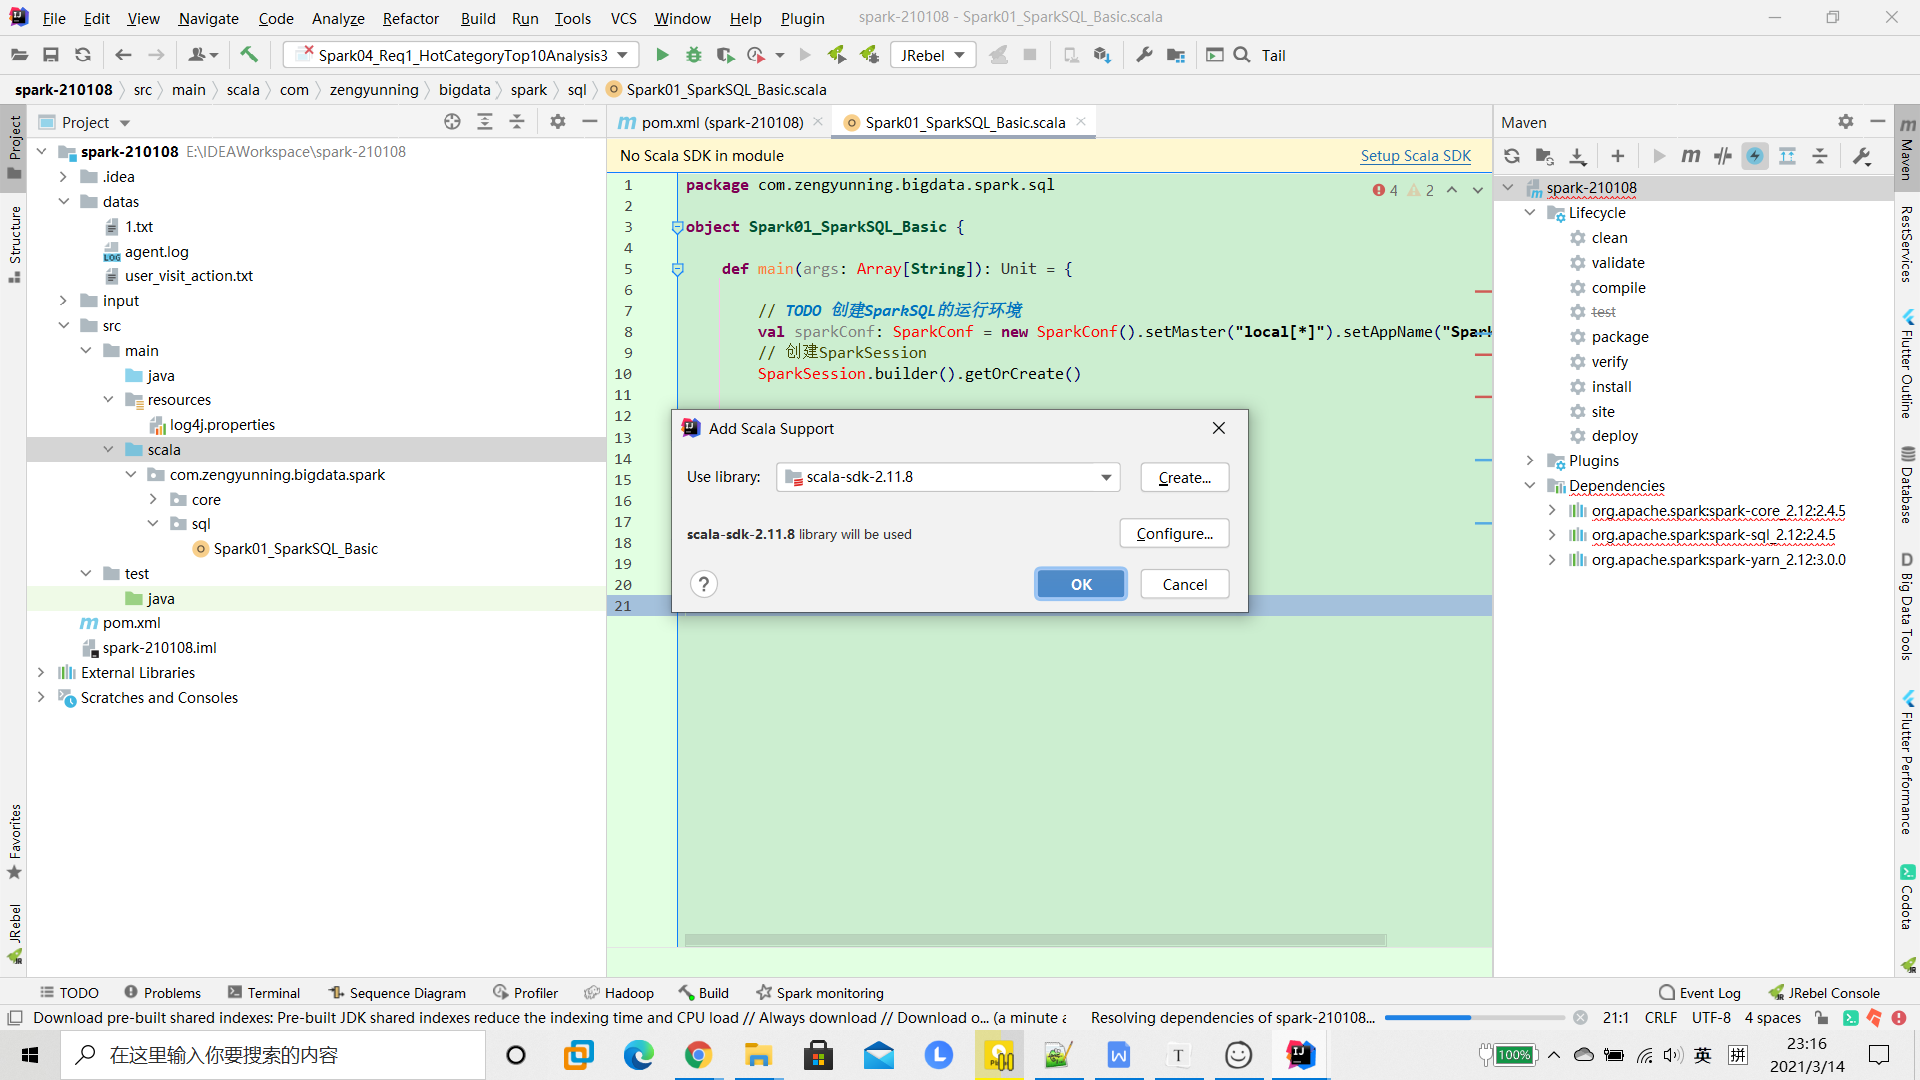 File Edit View Navigate Code Analyze Refactor Build Run Tools VCS Window Help Plugin spark-210108 - Spark01_SparkSQL_Basic.scala
Spark04_Req1_HotCategoryTop10Analysis3 JRebel Tail
spark-210108 src main scala com zengyunning bigdata spark sql Spark01_SparkSQL_Basic.scala
Project
Structure
Favorites
JRebel
Project
spark-210108 E:\IDEAWorkspace\spark-210108
.idea
datas
1.txt
agent.log
user_visit_action.txt
input
src
main
java
resources
log4j.properties
scala
com.zengyunning.bigdata.spark
core
sql
Spark01_SparkSQL_Basic
test
java
pom.xml
spark-210108.iml
External Libraries
Scratches and Consoles
pom.xml (spark-210108) Spark01_SparkSQL_Basic.scala
No Scala SDK in module Setup Scala SDK
4 2
1 package com.zengyunning.bigdata.spark.sql
2
3 object Spark01_SparkSQL_Basic {
4
5 def main(args: Array[String]): Unit = {
6
7 // TODO 创建SparkSQL的运行环境
8 val sparkConf: SparkConf = new SparkConf().setMaster("local[*]").setAppName("Spark
9 // 创建SparkSession
10 SparkSession.builder().getOrCreate()
11
12
13
14
15
16
17
18
19
20
21
Add Scala Support
Use library: scala-sdk-2.11.8 Create...
scala-sdk-2.11.8 library will be used Configure...
? OK Cancel
Maven
spark-210108
Lifecycle
clean
validate
compile
test
package
verify
install
site
deploy
Plugins
Dependencies
org.apache.spark:spark-core_2.12:2.4.5
org.apache.spark:spark-sql_2.12:2.4.5
org.apache.spark:spark-yarn_2.12:3.0.0
Maven
RestServices
Flutter Outline
Database
Big Data Tools
Flutter Performance
Codota
TODO Problems Terminal Sequence Diagram Profiler Hadoop Build Spark monitoring Event Log JRebel Console
Download pre-built shared indexes: Pre-built JDK shared indexes reduce the indexing time and CPU load // Always download // Download o... (a minute a Resolving dependencies of spark-210108... 21:1 CRLF UTF-8 4 spaces
在这里输入你要搜索的内容 100% 英 拼 23:16
2021/3/14